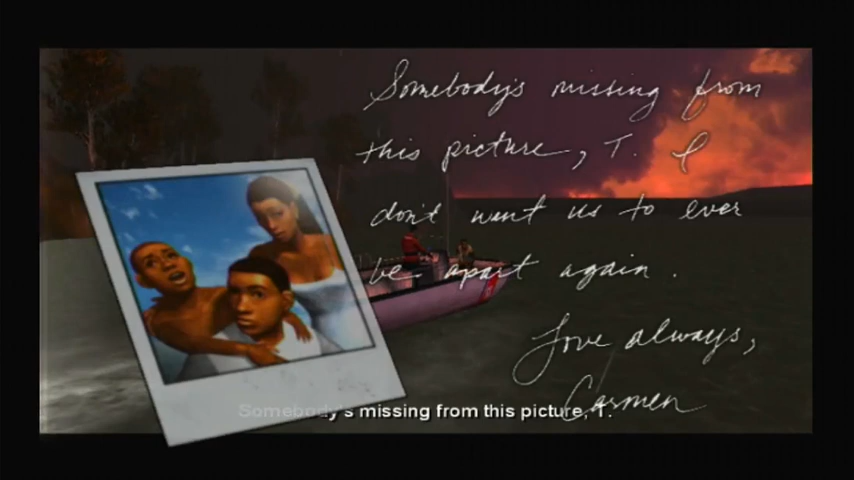 Somebody's missing from
this picture, T. I
don't want us to ever
be apart again.
Love always,
Carmen
Somebody's missing from this picture, T.